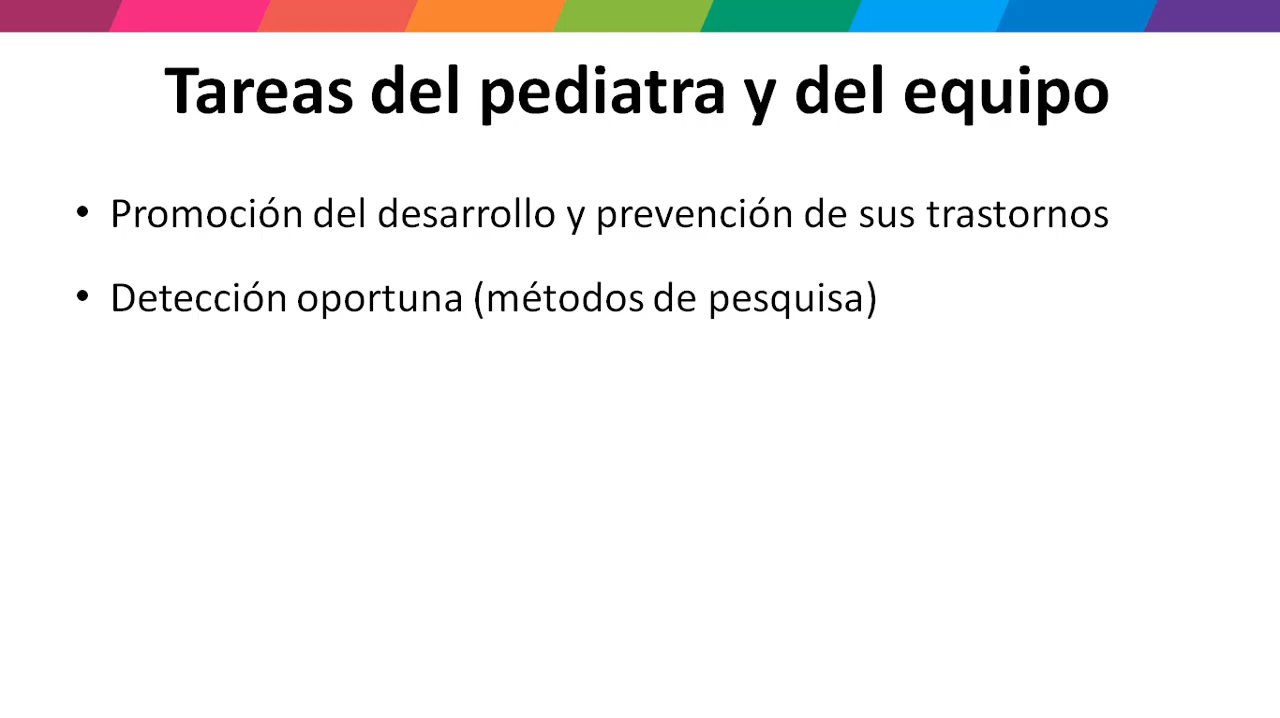 Tareas del pediatra y del equipo
• Promoción del desarrollo y prevención de sus trastornos
• Detección oportuna (métodos de pesquisa)